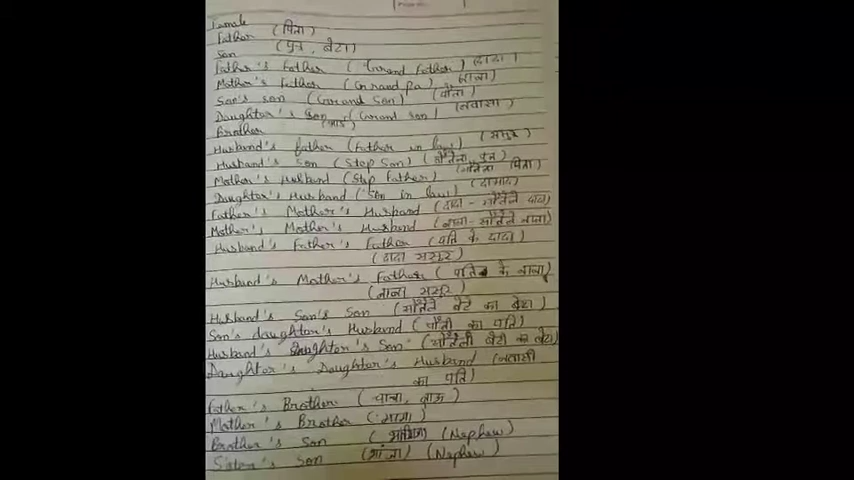 Female
Father (पिता)
Son (पुत्र, बेटा)
Father's Father (Grand Father) (दादा)
Mother's Father (Grand pa) (नाना)
Son's son (Grand Son) (पौता)
Daughter's Son (Grand son) (नवासा)
Brother (भाई)
Husband's father (Father in law) (ससुर)
Husband's Son (Step Son) (सौतेला पुत्र)
Mother's Husband (Step Father) (सौतेला पिता)
Daughter's Husband (Son in law) (दामाद)
Father's Mother's Husband (दादा - सौतेले दादा)
Mother's Mother's Husband (नाना - सौतेले नाना)
Husband's Father's Father (पति के दादा)
(दादा ससुर)
Husband's Mother's Father (पति के नाना)
(नाना ससुर)
Husband's Son's Son (सौतेले बेटे का बेटा)
Son's daughter's Husband (पौती का पति)
Husband's Daughter's Son (सौतेली बेटी का बेटा)
Daughter's Daughter's Husband (नवासी
का पति)
Father's Brother (चाचा, ताऊ)
Mother's Brother (मामा)
Brother's Son (Nephew)
Sister's Son (भांजा) (Nephew)